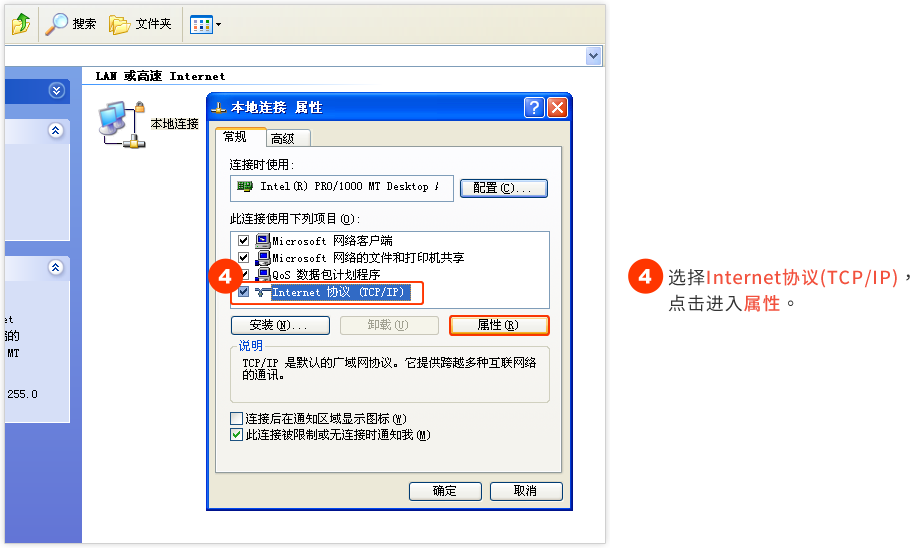 搜索 文件夹
LAN 或高速 Internet
本地连接
本地连接 属性
常规 高级
连接时使用:
Intel(R) PRO/1000 MT Desktop A
配置(C)...
此连接使用下列项目(O):
Microsoft 网络客户端
Microsoft 网络的文件和打印机共享
QoS 数据包计划程序
4 Internet 协议 (TCP/IP)
安装(N)... 卸载(U) 属性(R)
说明
TCP/IP 是默认的广域网协议。它提供跨越多种互联网络
的通讯。
连接后在通知区域显示图标(W)
此连接被限制或无连接时通知我(M)
确定 取消
et
储的
MT
255.0
4 选择Internet协议(TCP/IP)，
点击进入属性。